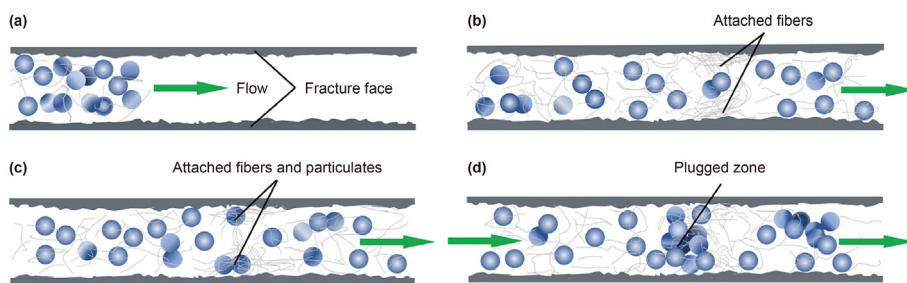 (a)
Flow
Fracture face
(b)
Attached fibers
(c)
Attached fibers and particulates
(d)
Plugged zone